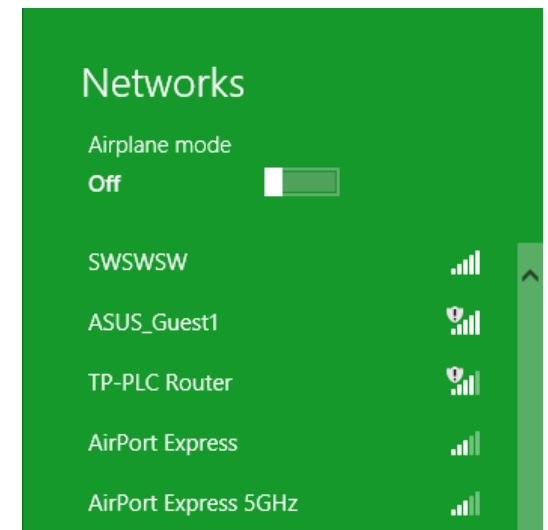 Networks
Airplane mode
Off
SWSWSW
ASUS_Guest1
TP-PLC Router
AirPort Express
AirPort Express 5GHz